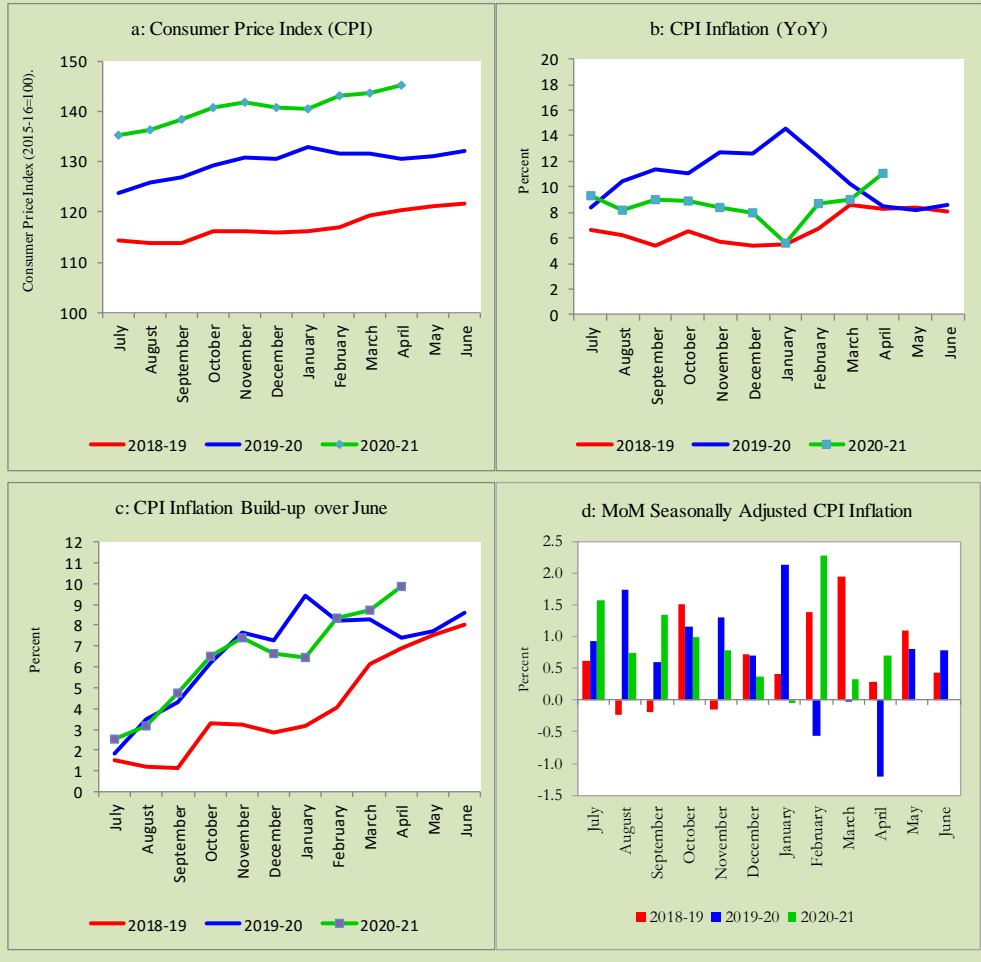 a: Consumer Price Index (CPI)
Consumer Price Index (2015-16=100).
150
140
130
120
110
100
July
August
September
October
November
December
January
February
March
April
May
June
2018-19
2019-20
2020-21
b: CPI Inflation (YoY)
Percent
20
18
16
14
12
10
8
6
4
2
0
July
August
September
October
November
December
January
February
March
April
May
June
2018-19
2019-20
2020-21
c: CPI Inflation Build-up over June
Percent
12
11
10
9
8
7
6
5
4
3
2
1
0
July
August
September
October
November
December
January
February
March
April
May
June
2018-19
2019-20
2020-21
d: MoM Seasonally Adjusted CPI Inflation
Percent
2.5
2.0
1.5
1.0
0.5
0.0
-0.5
-1.0
-1.5
July
August
September
October
November
December
January
February
March
April
May
June
2018-19
2019-20
2020-21